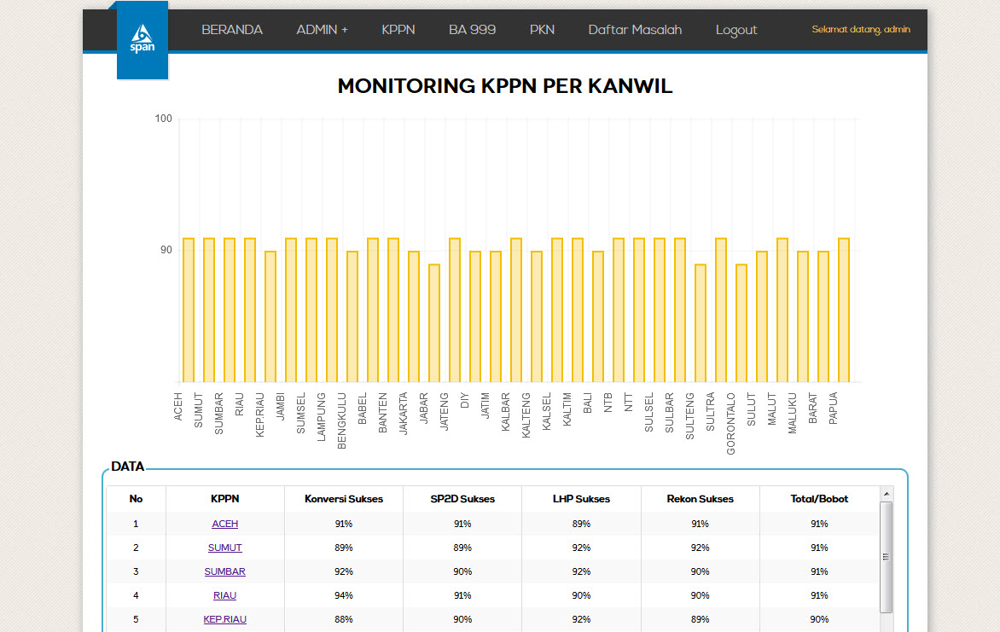 span
BERANDA ADMIN + KPPN BA 999 PKN Daftar Masalah Logout Selamat datang, admin
MONITORING KPPN PER KANWIL
100
90
ACEH
SUMUT
SUMBAR
RIAU
KEP.RIAU
JAMBI
SUMSEL
LAMPUNG
BENGKULU
BABEL
BANTEN
JAKARTA
JABAR
JATENG
DIY
JATIM
KALBAR
KALTENG
KALSEL
KALTIM
BALI
NTB
NTT
SULSEL
SULBAR
SULTENG
SULTRA
GORONTALO
SULUT
MALUT
MALUKU
BARAT
PAPUA
DATA
No KPPN Konversi Sukses SP2D Sukses LHP Sukses Rekon Sukses Total/Bobot
1 ACEH 91% 91% 89% 91% 91%
2 SUMUT 89% 89% 92% 92% 91%
3 SUMBAR 92% 90% 92% 90% 91%
4 RIAU 94% 91% 90% 90% 91%
5 KEP.RIAU 88% 90% 92% 89% 90%